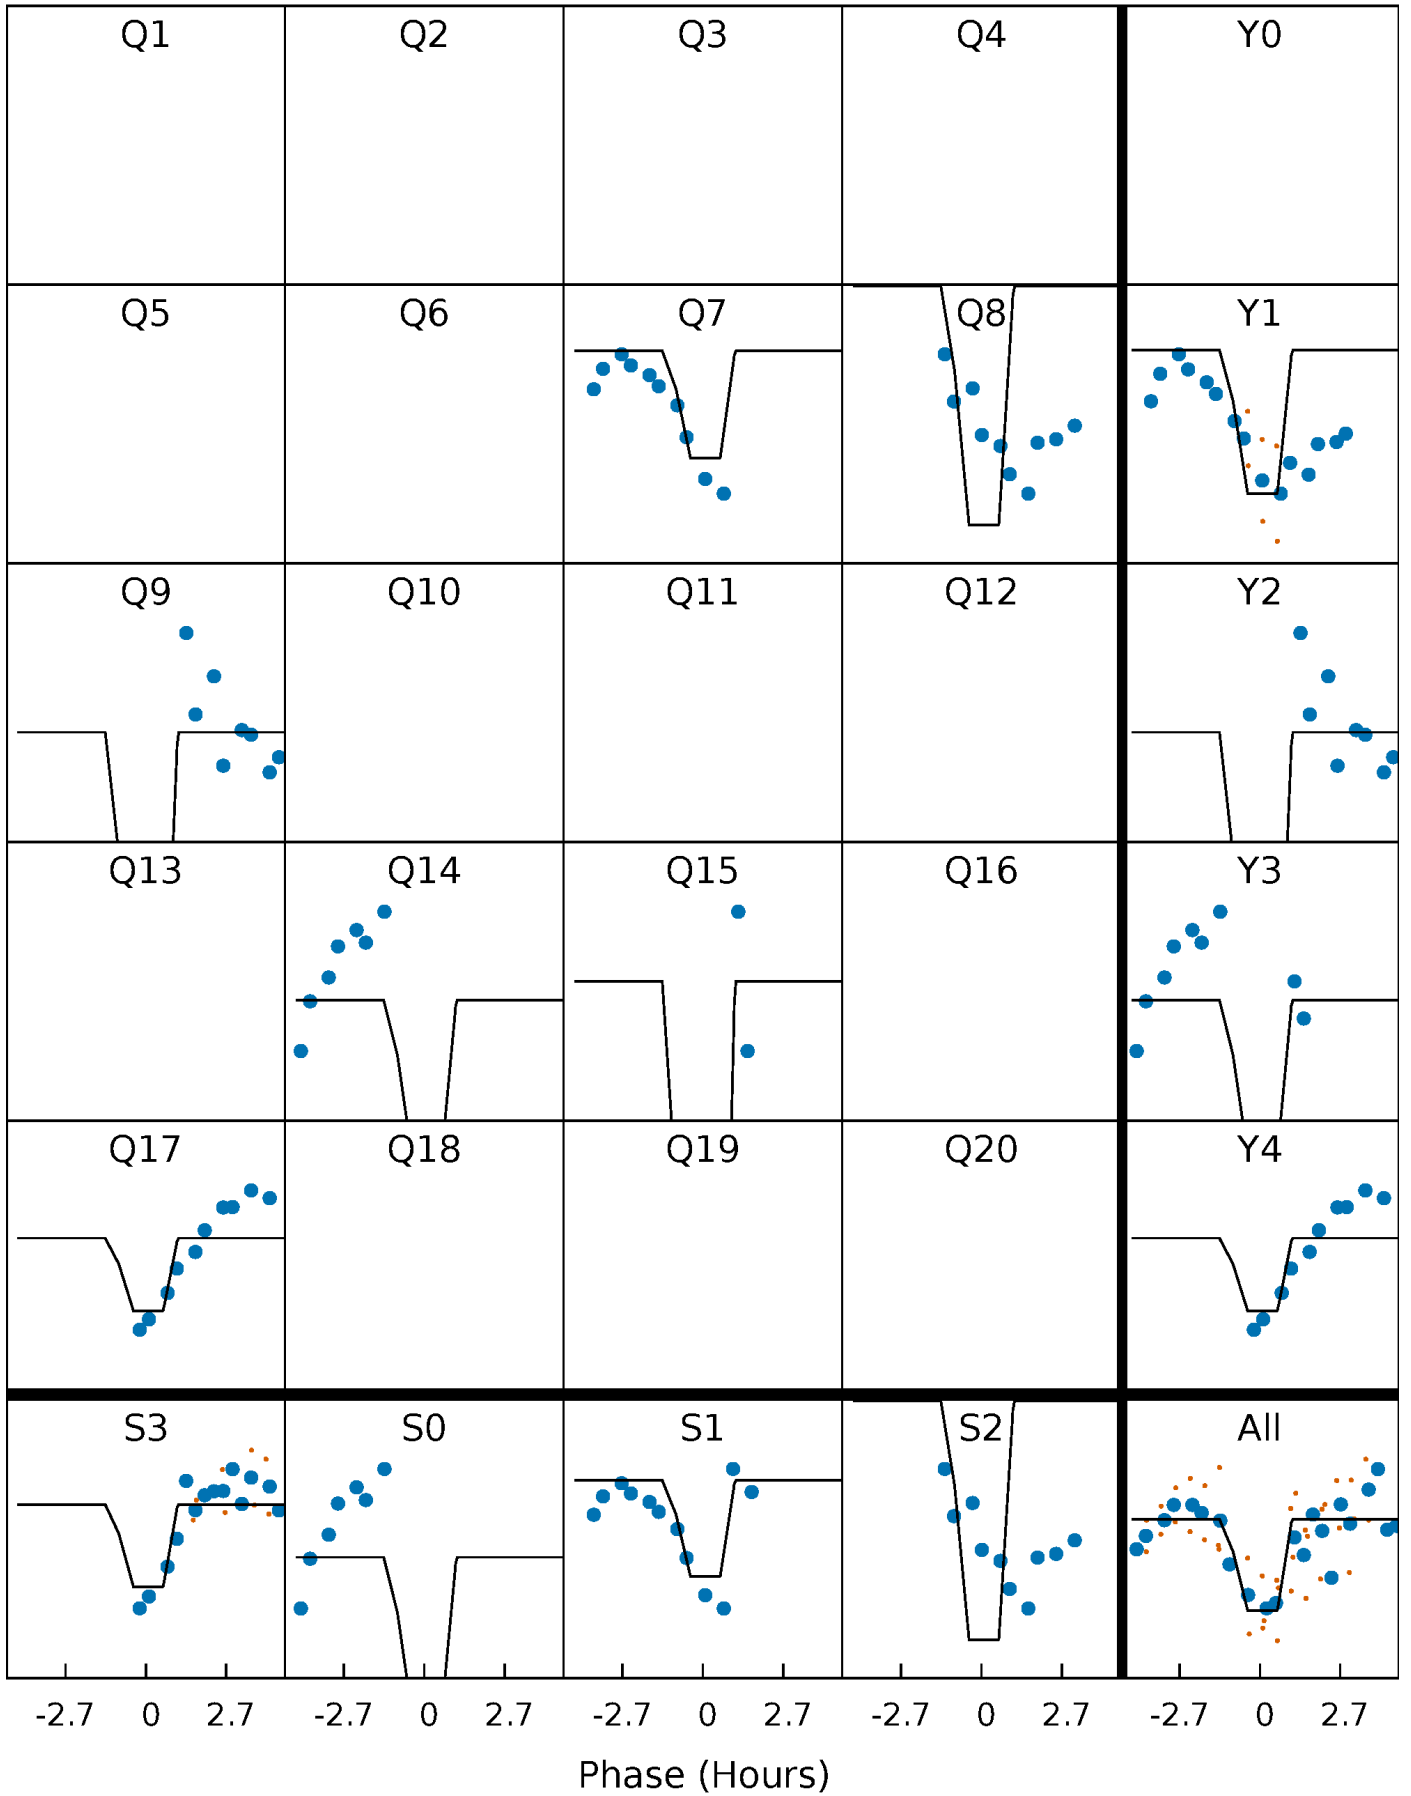 Q1 Q2 Q3 Q4 Y0
Q5 Q6 Q7 Q8 Y1
Q9 Q10 Q11 Q12 Y2
Q13 Q14 Q15 Q16 Y3
Q17 Q18 Q19 Q20 Y4
S3 S0 S1 S2 All
-2.7 0 2.7 -2.7 0 2.7 -2.7 0 2.7 -2.7 0 2.7 -2.7 0 2.7
Phase (Hours)